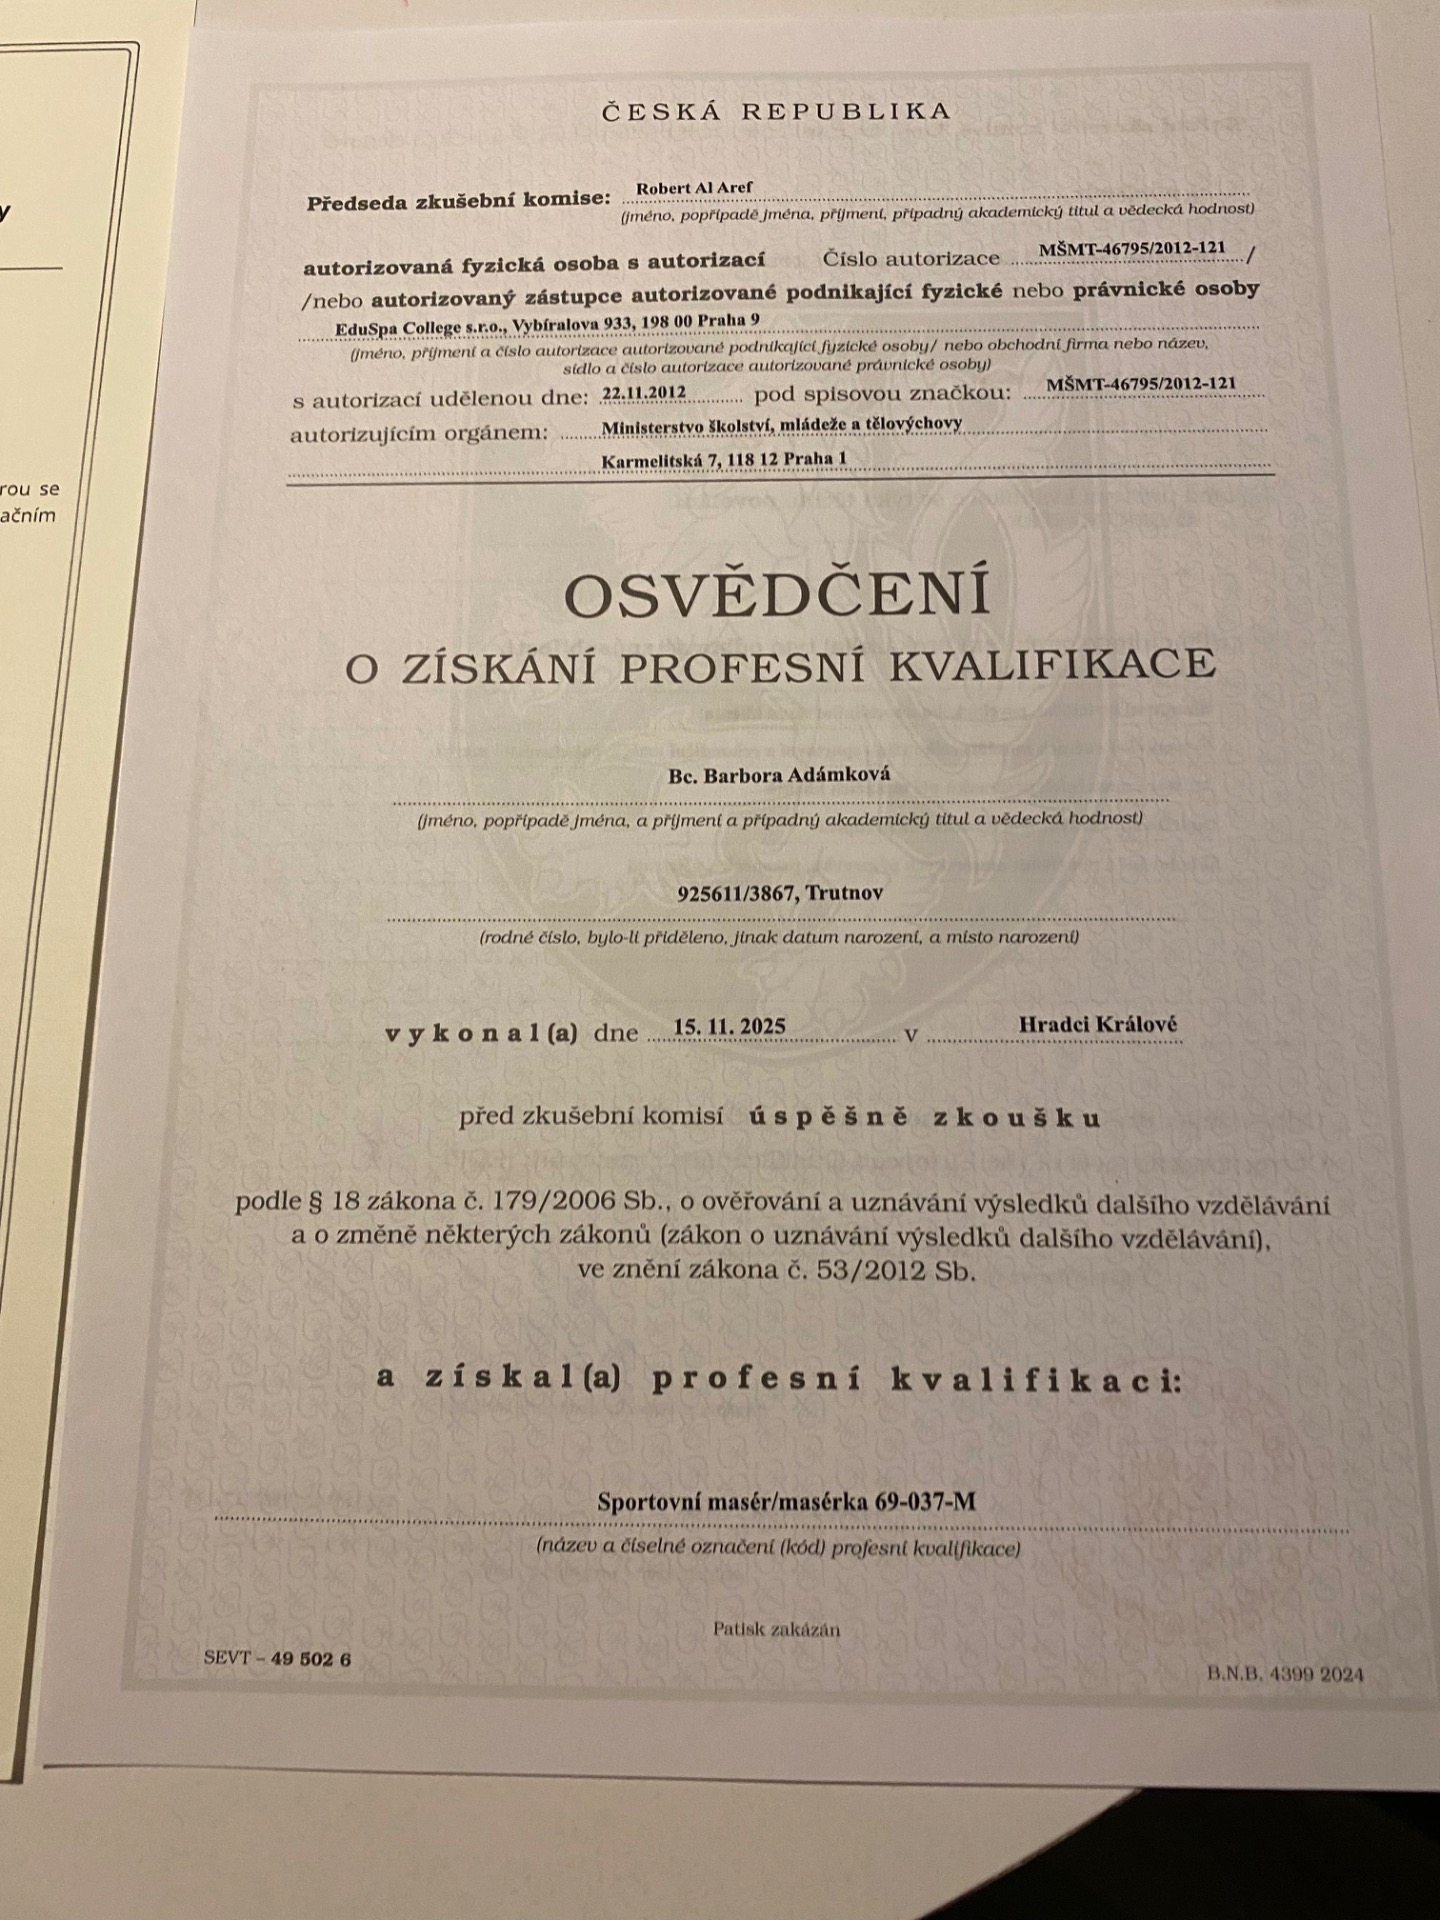 y
rou se
ačním
ČESKÁ REPUBLIKA
Předseda zkušební komise: Robert Al Aref
(jméno, popřípadě jména, příjmení, případný akademický titul a vědecká hodnost)
autorizovaná fyzická osoba s autorizací Číslo autorizace MŠMT-46795/2012-121 /
/nebo autorizovaný zástupce autorizované podnikající fyzické nebo právnické osoby
EduSpa College s.r.o., Vybíralova 933, 198 00 Praha 9
(jméno, příjmení a číslo autorizace autorizované podnikající fyzické osoby/ nebo obchodní firma nebo název,
sídlo a číslo autorizace autorizované právnické osoby)
s autorizací udělenou dne: 22.11.2012 pod spisovou značkou: MŠMT-46795/2012-121
autorizujícím orgánem: Ministerstvo školství, mládeže a tělovýchovy
Karmelitská 7, 118 12 Praha 1
OSVĚDČENÍ
O ZÍSKÁNÍ PROFESNÍ KVALIFIKACE
Bc. Barbora Adámková
(jméno, popřípadě jména, a příjmení a případný akademický titul a vědecká hodnost)
925611/3867, Trutnov
(rodné číslo, bylo-li přiděleno, jinak datum narození, a místo narození)
vykonal(a) dne 15. 11. 2025 v Hradci Králové
před zkušební komisí úspěšně zkoušku
podle § 18 zákona č. 179/2006 Sb., o ověřování a uznávání výsledků dalšího vzdělávání
a o změně některých zákonů (zákon o uznávání výsledků dalšího vzdělávání),
ve znění zákona č. 53/2012 Sb.
a získal(a) profesní kvalifikaci:
Sportovní masér/masérka 69-037-M
(název a číselné označení (kód) profesní kvalifikace)
Patisk zakázán
SEVT – 49 502 6
B.N.B. 4399 2024